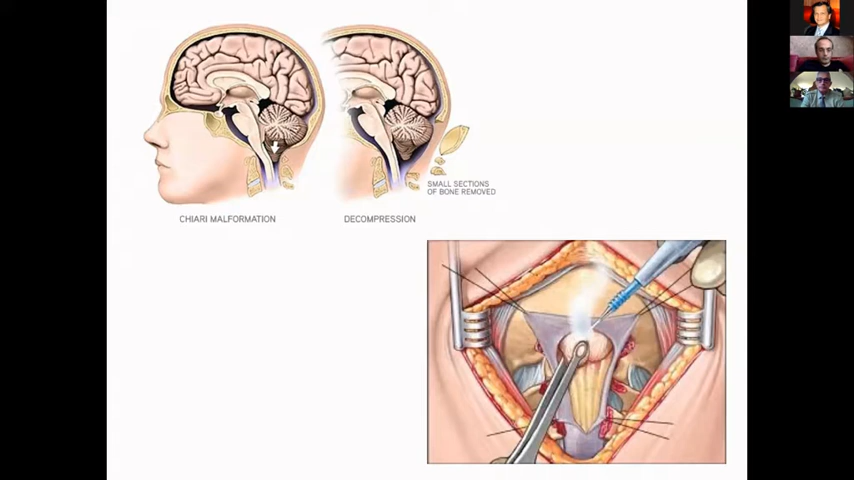 SMALL SECTIONS
OF BONE REMOVED
CHIARI MALFORMATION
DECOMPRESSION